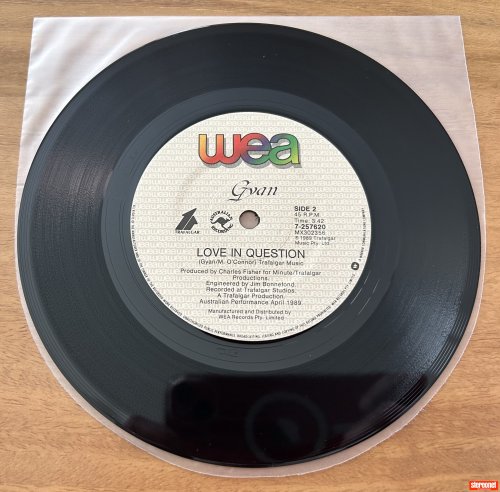 wea
Gyan
TRAFALGAR
AUSTRALIAN
SIDE 2
45 R.P.M.
Time: 3.42
7-257620
MX302356
℗ 1989 Trafalgar
Music Pty. Ltd.
LOVE IN QUESTION
(Gyan/M. O'Connor) Trafalgar Music
Produced by Charles Fisher for Minute/Trafalgar
Productions.
Engineered by Jim Bonnefond.
Recorded at Trafalgar Studios.
A Trafalgar Production.
Australian Performance April 1989.
Manufactured and Distributed by
WEA Records Pty. Limited
stereonet